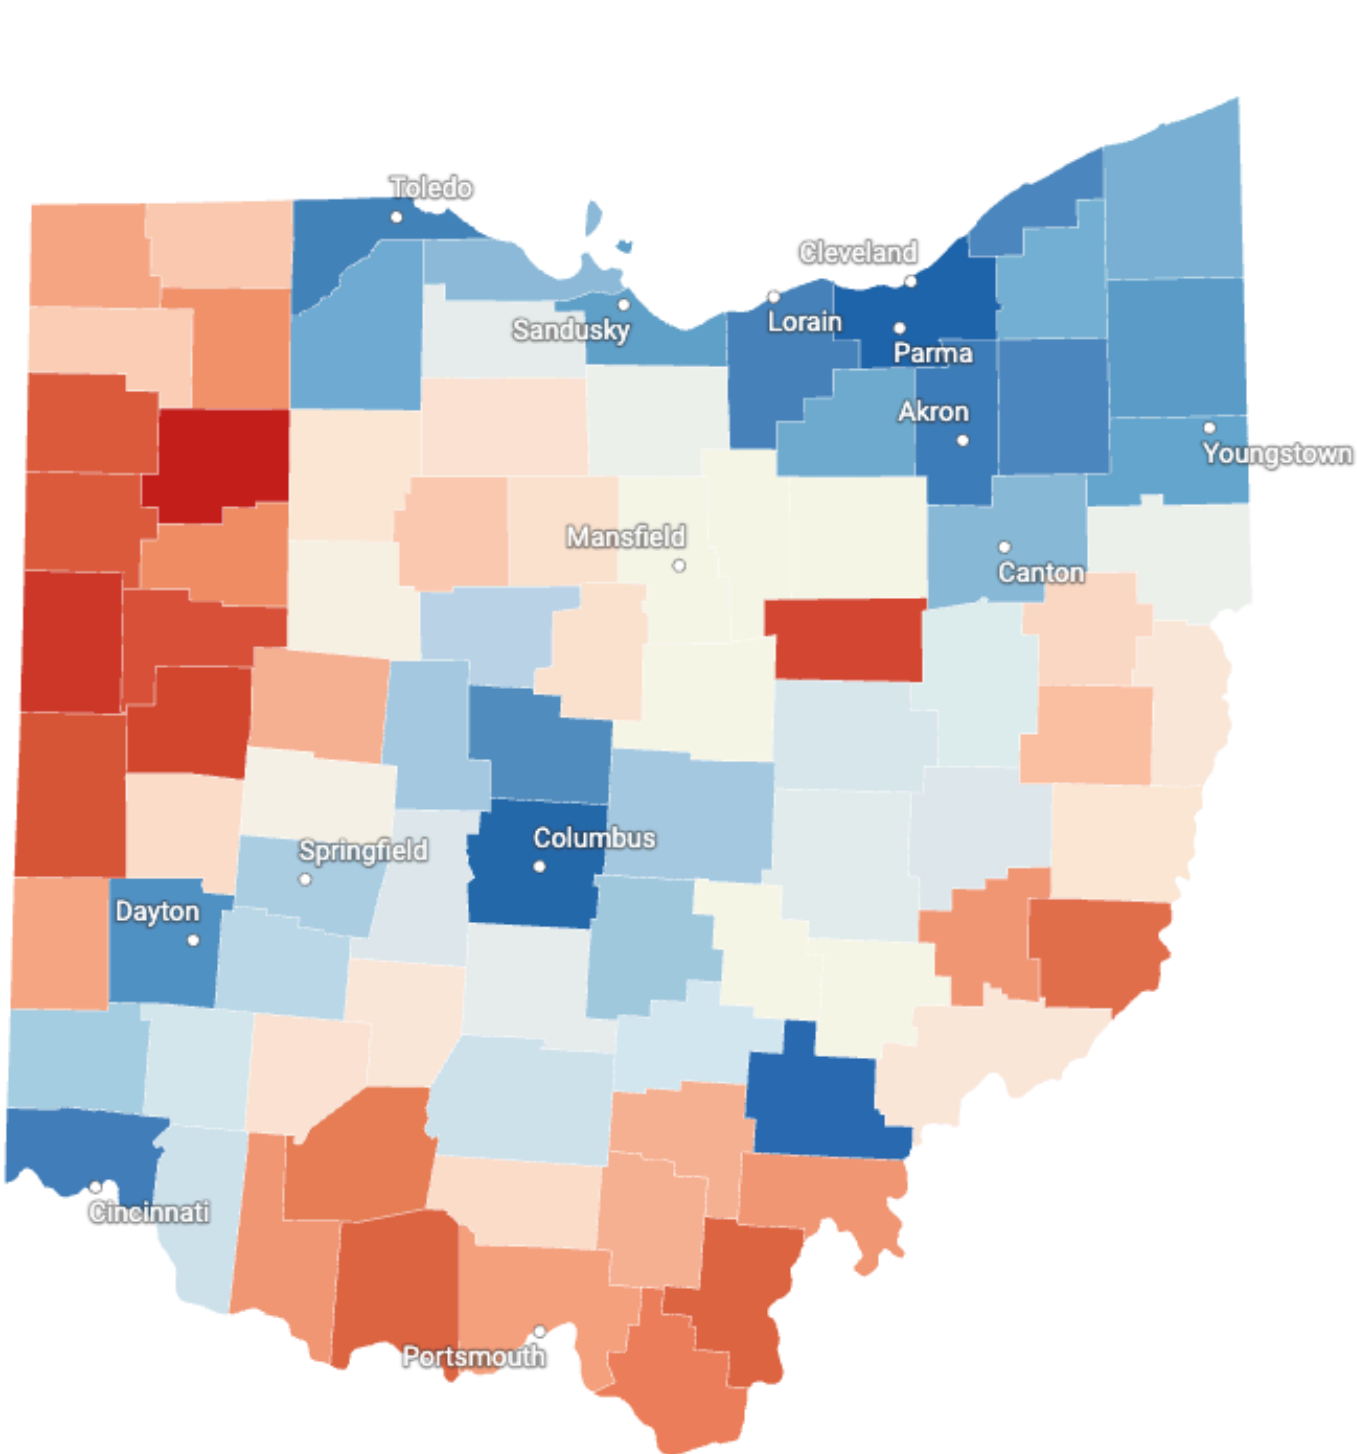 Toledo
Cleveland
Sandusky
Lorain
Parma
Akron
Youngstown
Mansfield
Canton
Columbus
Springfield
Dayton
Cincinnati
Portsmouth